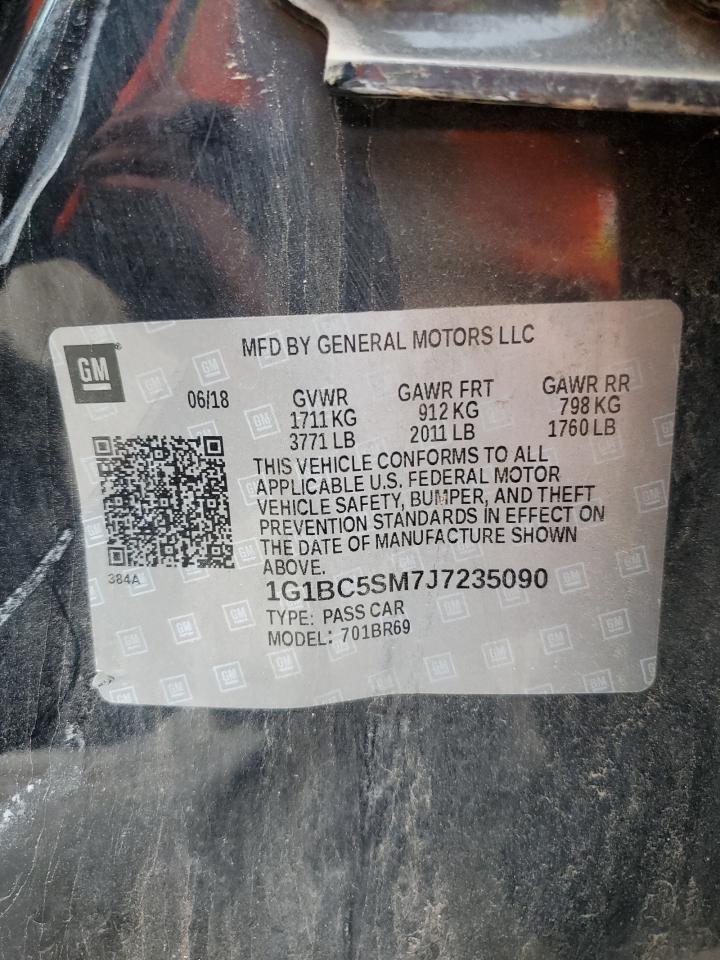 GM
MFD BY GENERAL MOTORS LLC
06/18
GVWR GAWR FRT GAWR RR
1711 KG 912 KG 798 KG
3771 LB 2011 LB 1760 LB
THIS VEHICLE CONFORMS TO ALL
APPLICABLE U.S. FEDERAL MOTOR
VEHICLE SAFETY, BUMPER, AND THEFT
PREVENTION STANDARDS IN EFFECT ON
THE DATE OF MANUFACTURE SHOWN
ABOVE.
384A
1G1BC5SM7J7235090
TYPE: PASS CAR
MODEL: 701BR69